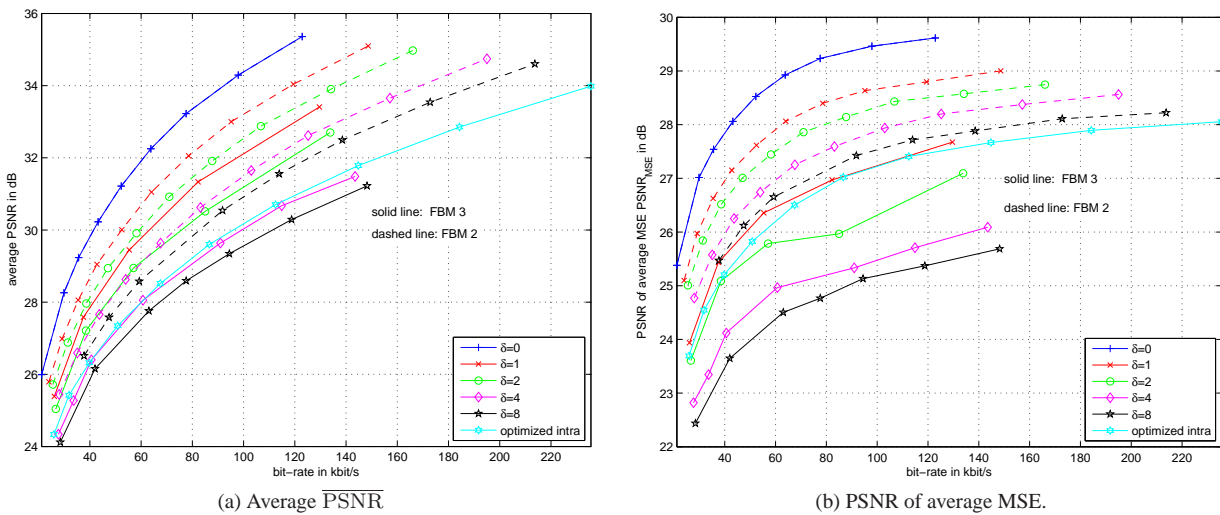 36
34
32
30
28
26
24
average PSNR in dB
40 60 80 100 120 140 160 180 200 220
bit−rate in kbit/s
solid line: FBM 3
dashed line: FBM 2
δ=0
δ=1
δ=2
δ=4
δ=8
optimized intra
(a) Average P̅S̅N̅R̅
30
29
28
27
26
25
24
23
22
PSNR of average MSE PSNR_MSE in dB
40 60 80 100 120 140 160 180 200 220
bit−rate in kbit/s
solid line: FBM 3
dashed line: FBM 2
δ=0
δ=1
δ=2
δ=4
δ=8
optimized intra
(b) PSNR of average MSE.